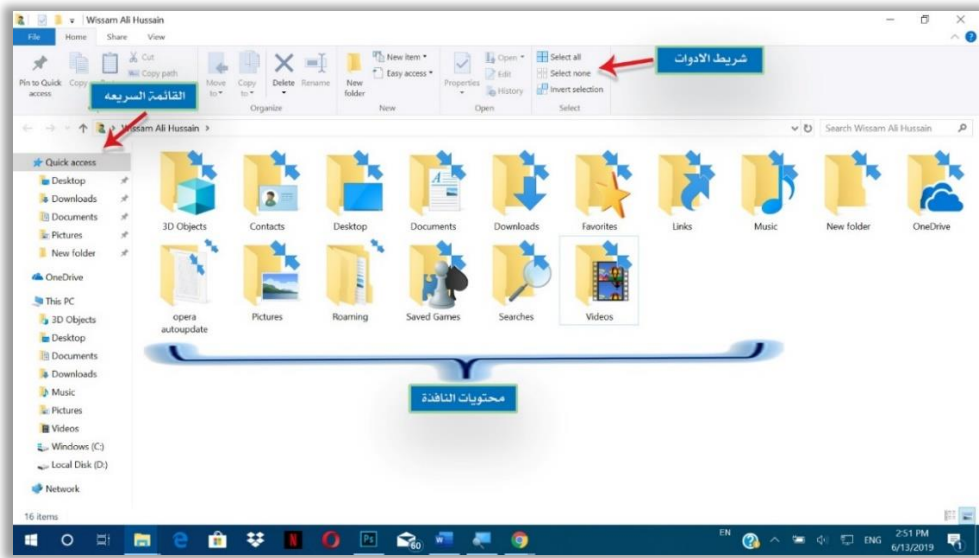 Wissam Ali Hussain
File Home Share View
Pin to Quick access
Copy
Cut
Copy path
Move to
Copy to
Delete
Rename
Organize
New folder
New item
Easy access
New
Properties
Open
Edit
History
Open
Select all
Select none
Invert selection
Select
شريط الادوات
القائمة السريعه
Wissam Ali Hussain
Search Wissam Ali Hussain
Quick access
Desktop
Downloads
Documents
Pictures
New folder
OneDrive
This PC
3D Objects
Desktop
Documents
Downloads
Music
Pictures
Videos
Windows (C:)
Local Disk (D:)
Network
3D Objects Contacts Desktop Documents Downloads Favorites Links Music New folder OneDrive
opera autoupdate Pictures Roaming Saved Games Searches Videos
محتويات النافذة
16 items
EN
ENG
2:51 PM
6/13/2019
Ps
60